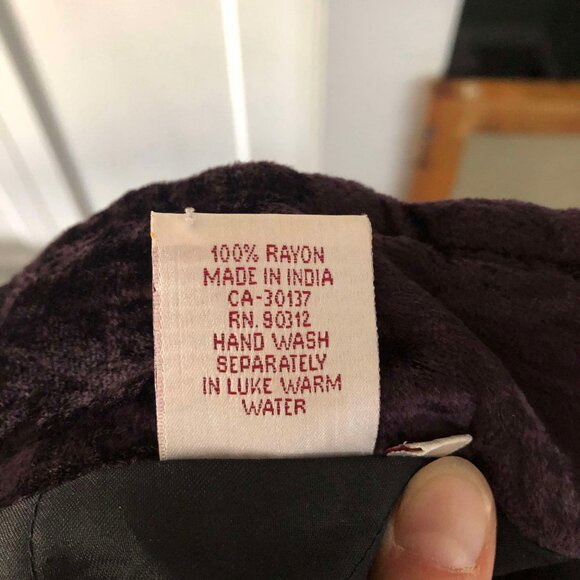 100% RAYON
MADE IN INDIA
CA-30137
RN. 90312
HAND WASH
SEPARATELY
IN LUKE WARM
WATER